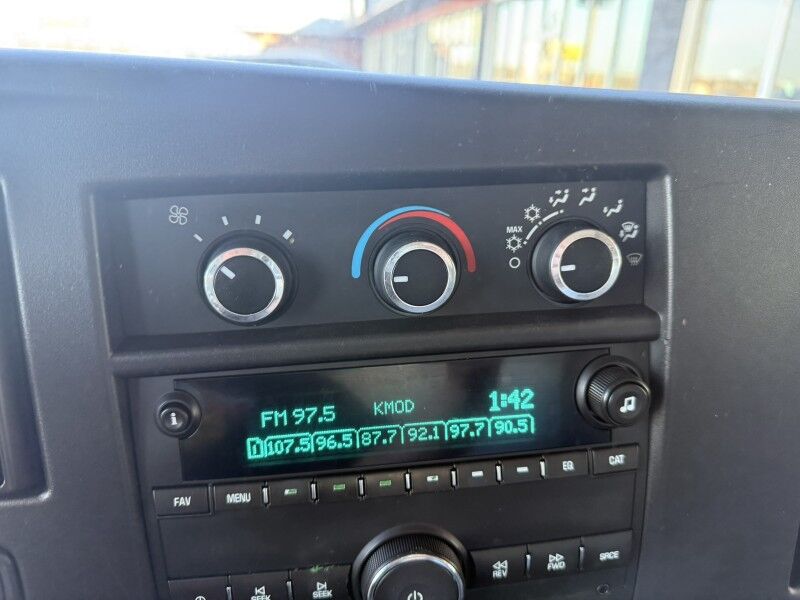 MAX
FM 97.5 KMOD 1:42
107.5 96.5 87.7 92.1 97.7 90.5
i
FAV MENU EQ CAT
REV FWD SRCE
SEEK SEEK